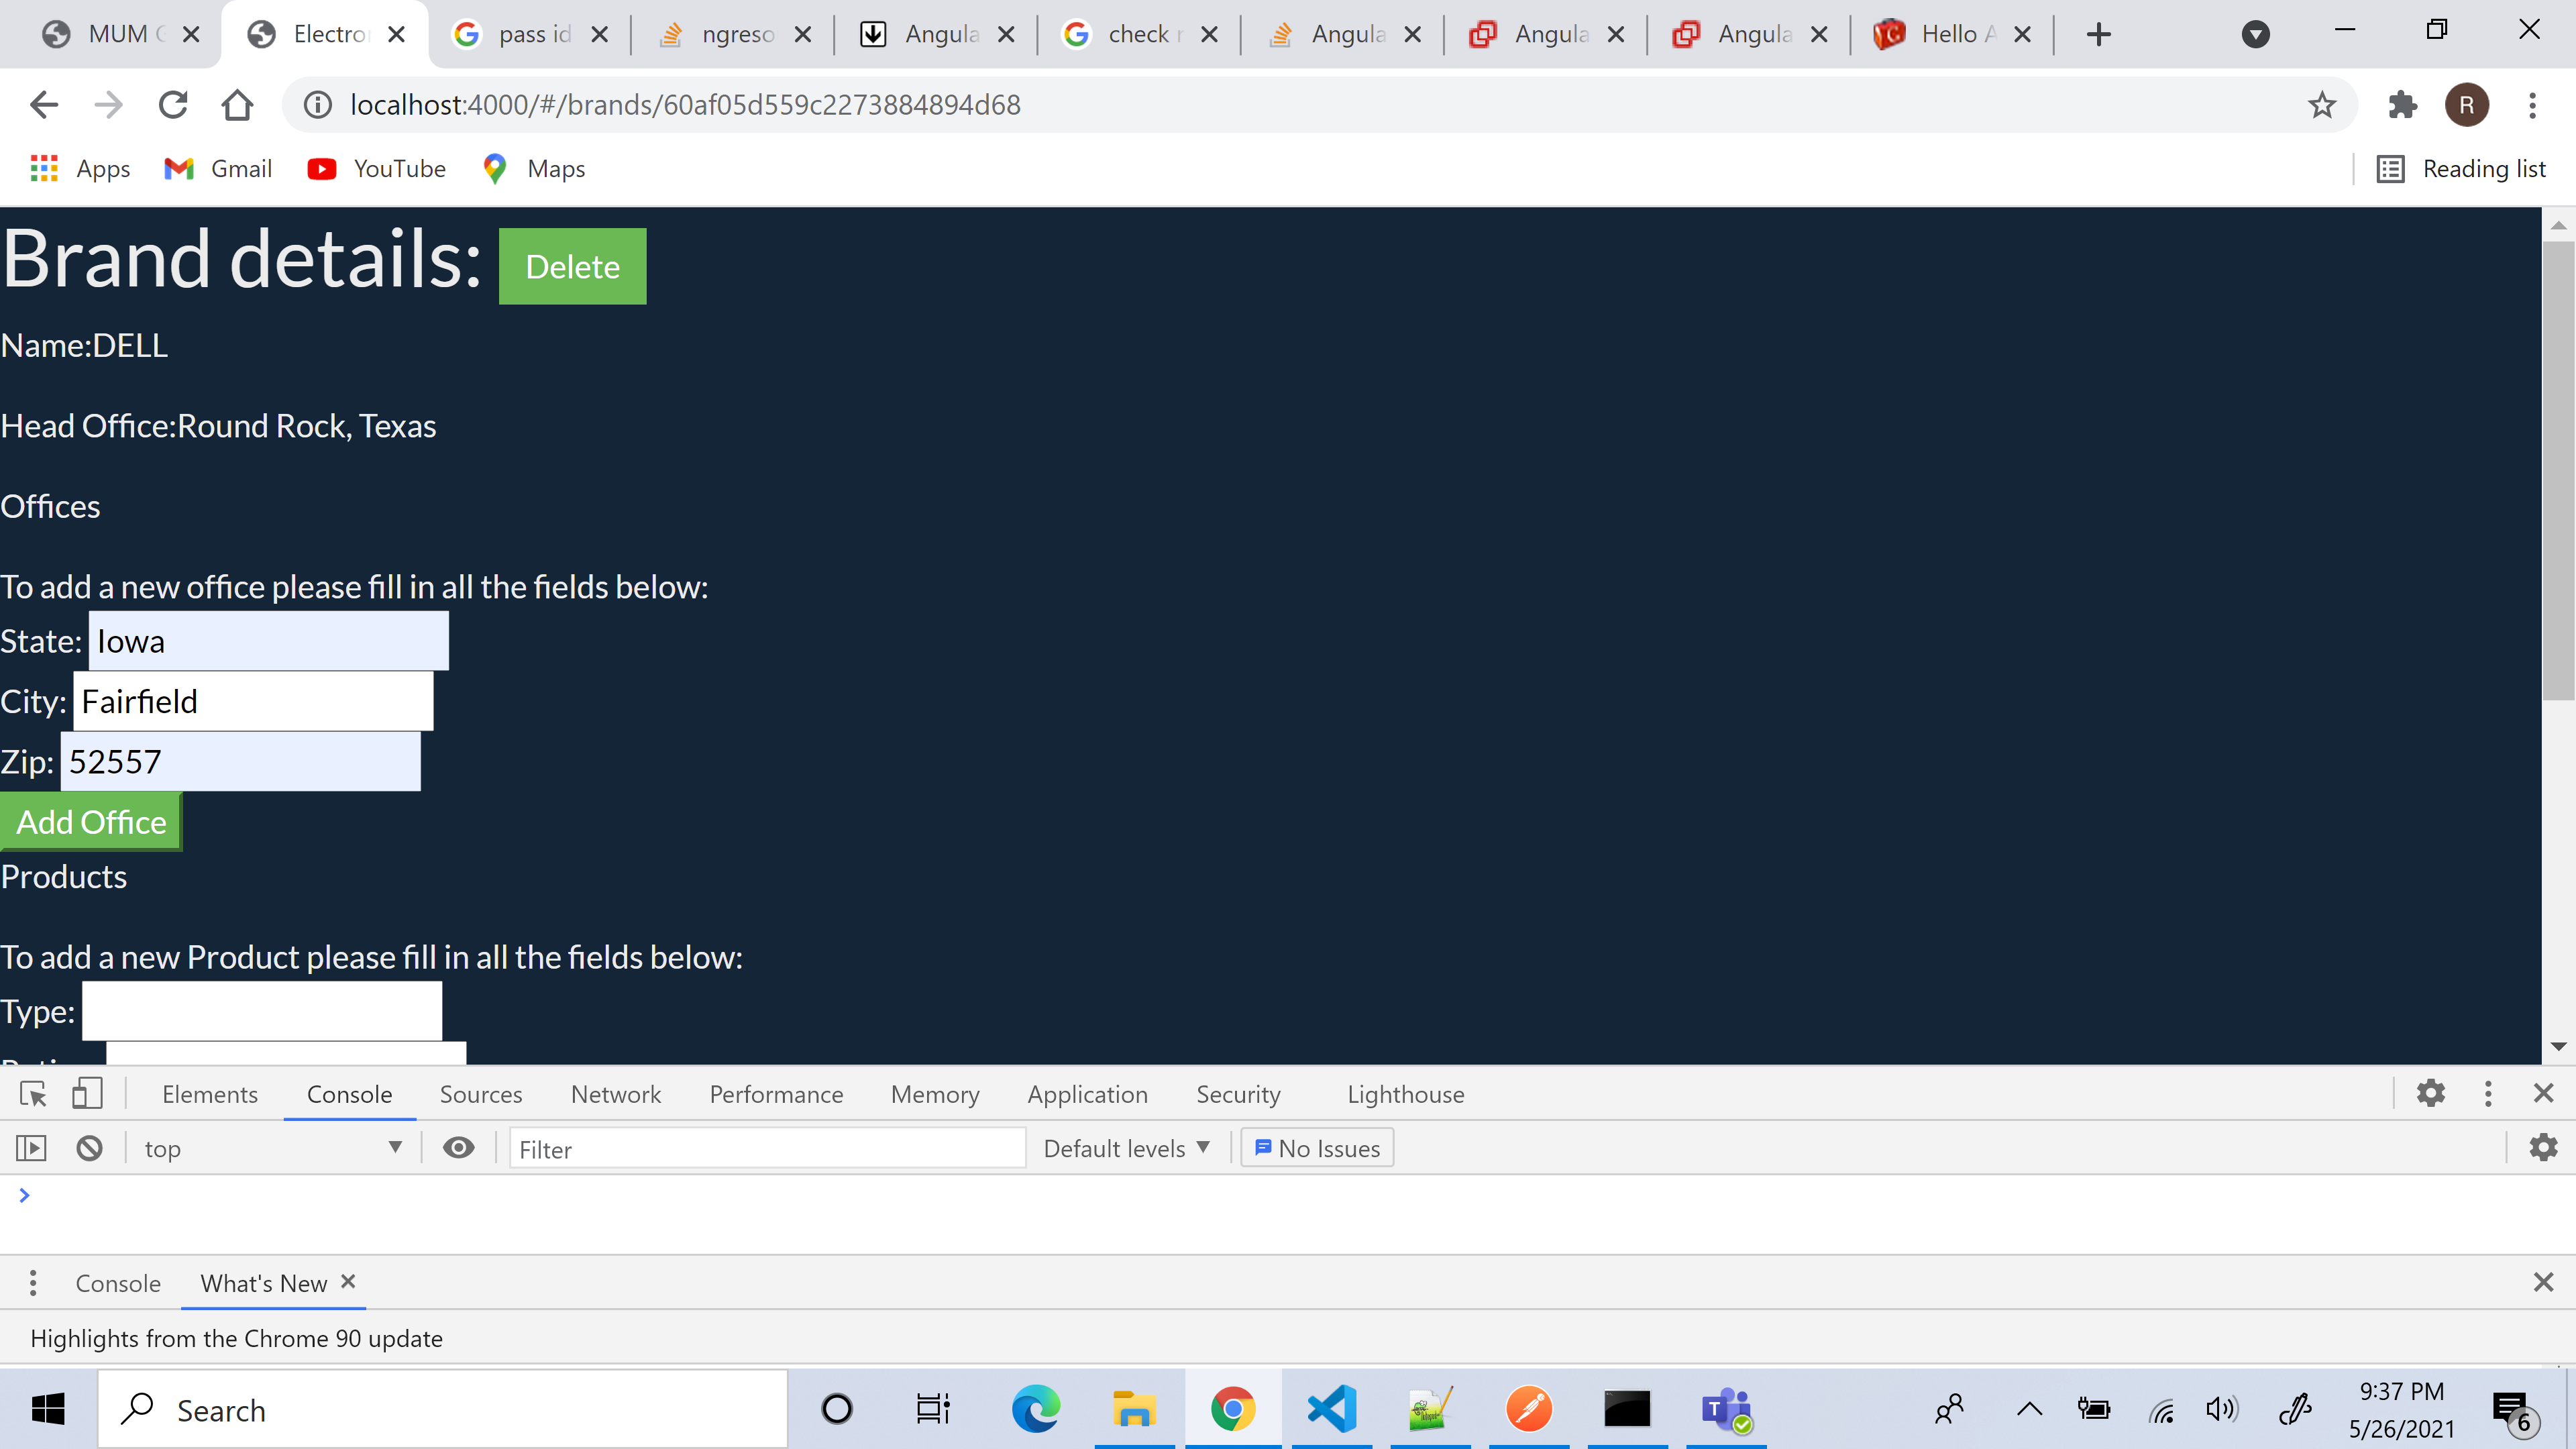 MUM
Electro
pass id
ngreso
Angula
check r
Angula
Angula
Angula
Hello A
localhost:4000/#/brands/60af05d559c2273884894d68
R
Apps
Gmail
YouTube
Maps
Reading list
Brand details:
Delete
Name:DELL
Head Office:Round Rock, Texas
Offices
To add a new office please fill in all the fields below:
State: Iowa
City: Fairfield
Zip: 52557
Add Office
Products
To add a new Product please fill in all the fields below:
Type:
Elements
Console
Sources
Network
Performance
Memory
Application
Security
Lighthouse
top
Filter
Default levels
No Issues
Console
What's New
Highlights from the Chrome 90 update
Search
T
9:37 PM
5/26/2021
6